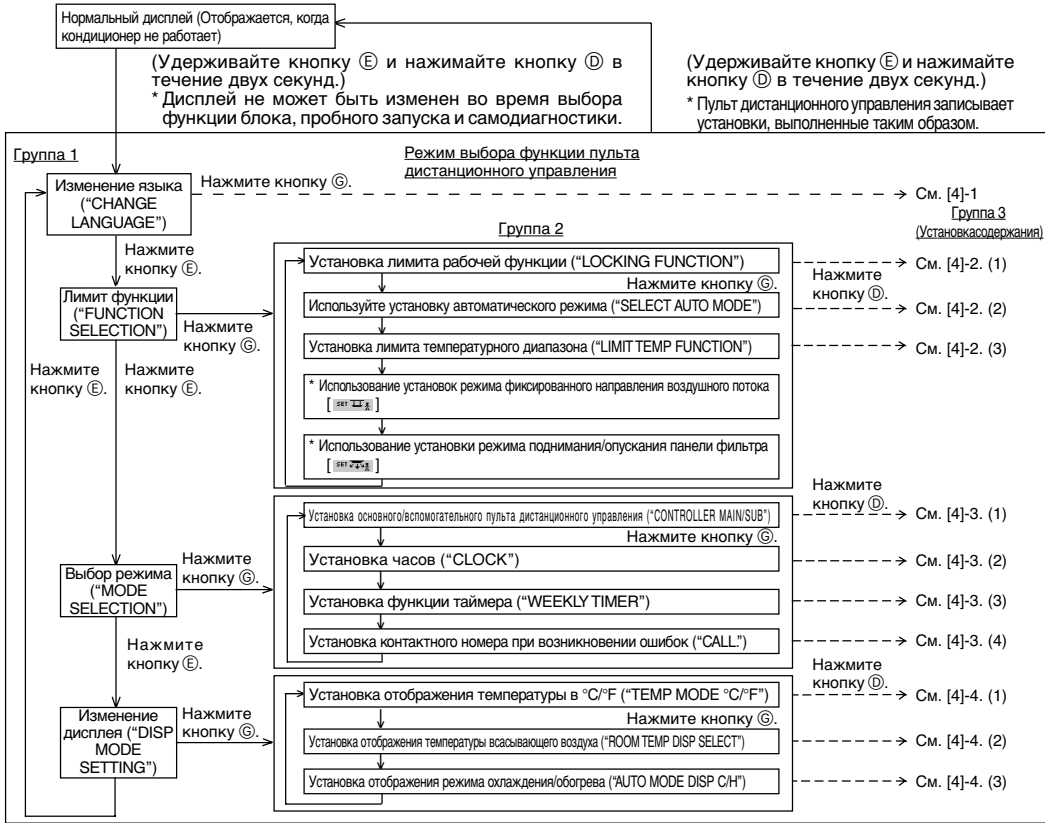 Нормальный дисплей (Отображается, когда
кондиционер не работает)
(Удерживайте кнопку Ⓔ и нажимайте кнопку Ⓓ в
течение двух секунд.)
* Дисплей не может быть изменен во время выбора
функции блока, пробного запуска и самодиагностики.
(Удерживайте кнопку Ⓔ и нажимайте
кнопку Ⓓ в течение двух секунд.)
* Пульт дистанционного управления записывает
установки, выполненные таким образом.
Группа 1
Режим выбора функции пульта
дистанционного управления
Изменение языка
(“CHANGE
LANGUAGE”)
Нажмите кнопку Ⓖ.
См. [4]-1
Группа 3
(Установкасодержания)
Группа 2
Нажмите
кнопку Ⓔ.
Лимит функции
(“FUNCTION
SELECTION”)
Нажмите
кнопку Ⓖ.
Установка лимита рабочей функции (“LOCKING FUNCTION”)
См. [4]-2. (1)
Нажмите кнопку Ⓖ.
Нажмите
кнопку Ⓓ.
Используйте установку автоматического режима (“SELECT AUTO MODE”)
См. [4]-2. (2)
Установка лимита температурного диапазона (“LIMIT TEMP FUNCTION”)
См. [4]-2. (3)
Нажмите
кнопку Ⓔ.
Нажмите
кнопку Ⓔ.
* Использование установок режима фиксированного направления воздушного потока
[ SET ]
* Использование установки режима поднимания/опускания панели фильтра
[ SET ]
Нажмите
кнопку Ⓓ.
Установка основного/вспомогательного пульта дистанционного управления (“CONTROLLER MAIN/SUB”)
См. [4]-3. (1)
Нажмите кнопку Ⓖ.
Выбор режима
(“MODE
SELECTION”)
Нажмите
кнопку Ⓖ.
Установка часов (“CLOCK”)
См. [4]-3. (2)
Установка функции таймера (“WEEKLY TIMER”)
См. [4]-3. (3)
Установка контактного номера при возникновении ошибок (“CALL.”)
См. [4]-3. (4)
Нажмите
кнопку Ⓔ.
Нажмите
кнопку Ⓓ.
Изменение
дисплея (“DISP
MODE
SETTING”)
Нажмите
кнопку Ⓖ.
Установка отображения температуры в °C/°F (“TEMP MODE °C/°F”)
См. [4]-4. (1)
Нажмите кнопку Ⓖ.
Установка отображения температуры всасывающего воздуха (“ROOM TEMP DISP SELECT”)
См. [4]-4. (2)
Установка отображения режима охлаждения/обогрева (“AUTO MODE DISP C/H”)
См. [4]-4. (3)